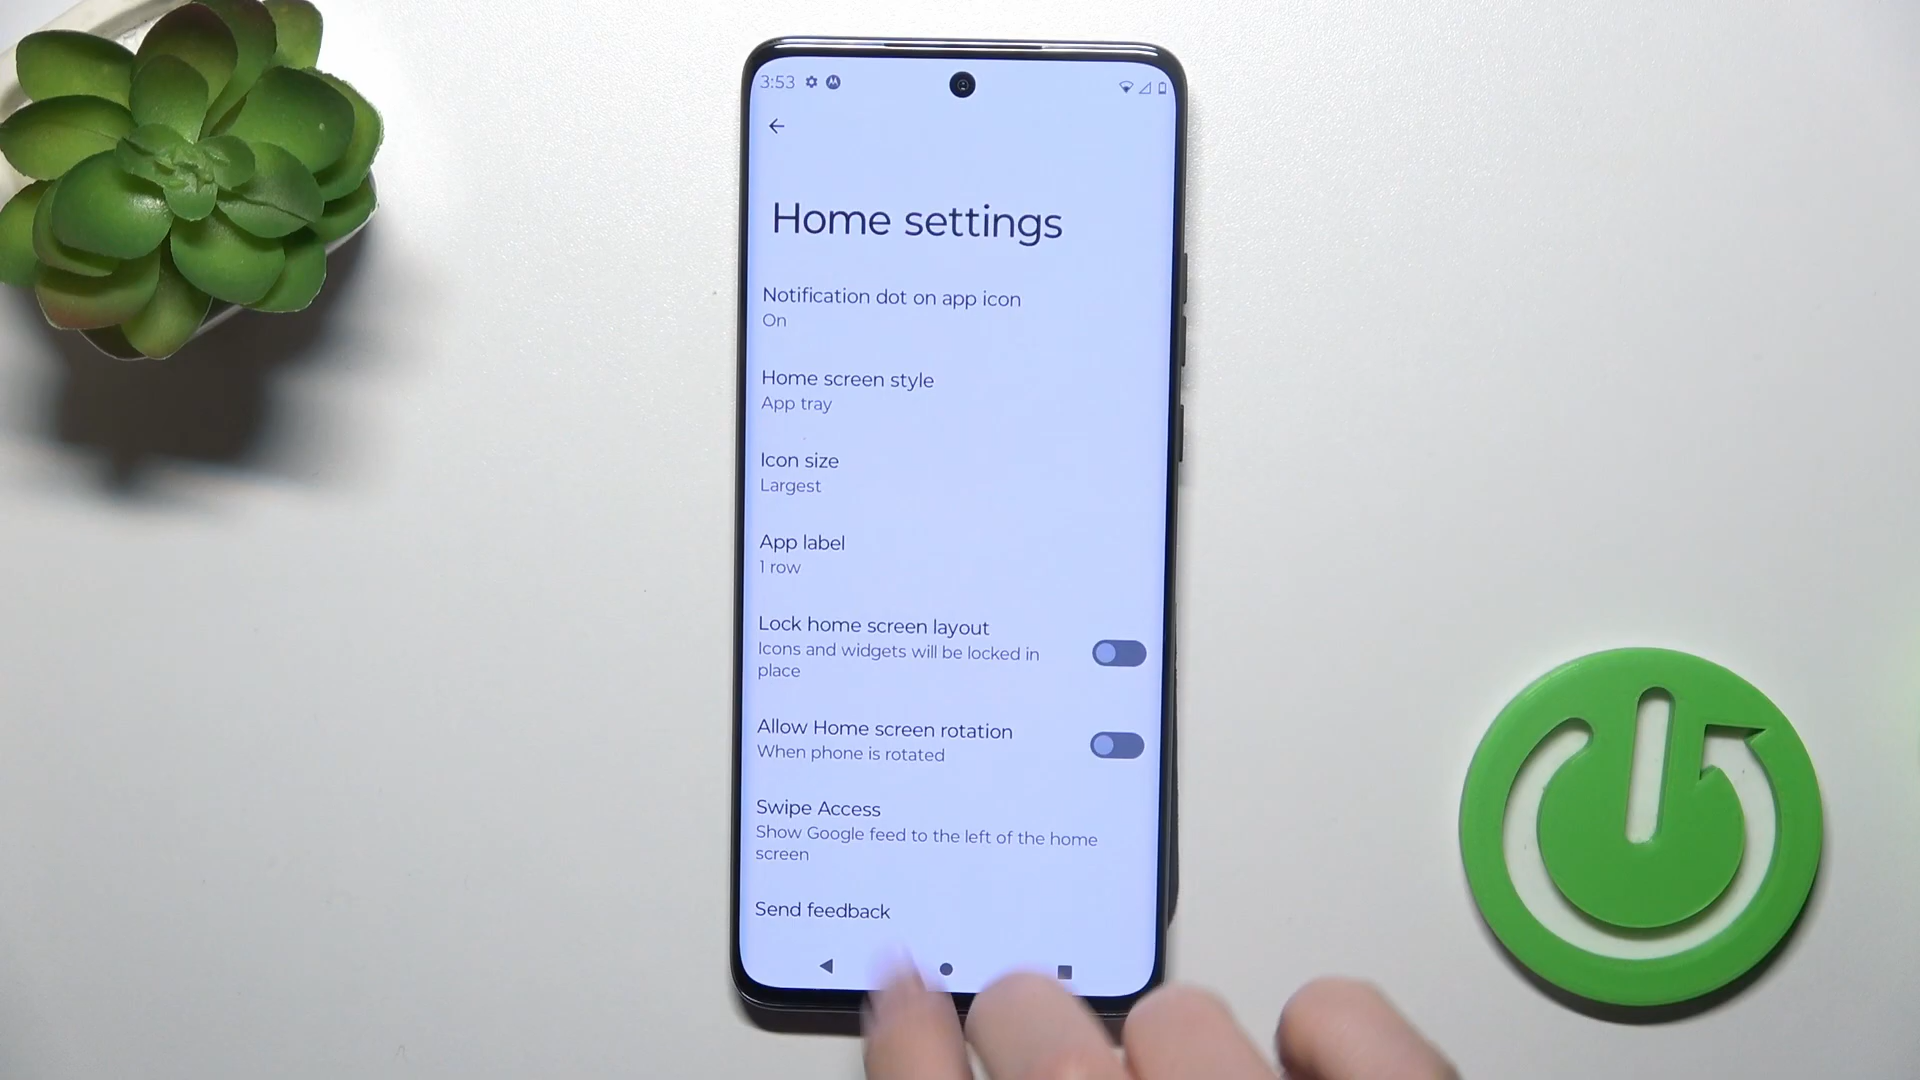 3:53
Home settings
Notification dot on app icon
On
Home screen style
App tray
Icon size
Largest
App label
1 row
Lock home screen layout
Icons and widgets will be locked in
place
Allow Home screen rotation
When phone is rotated
Swipe Access
Show Google feed to the left of the home
screen
Send feedback